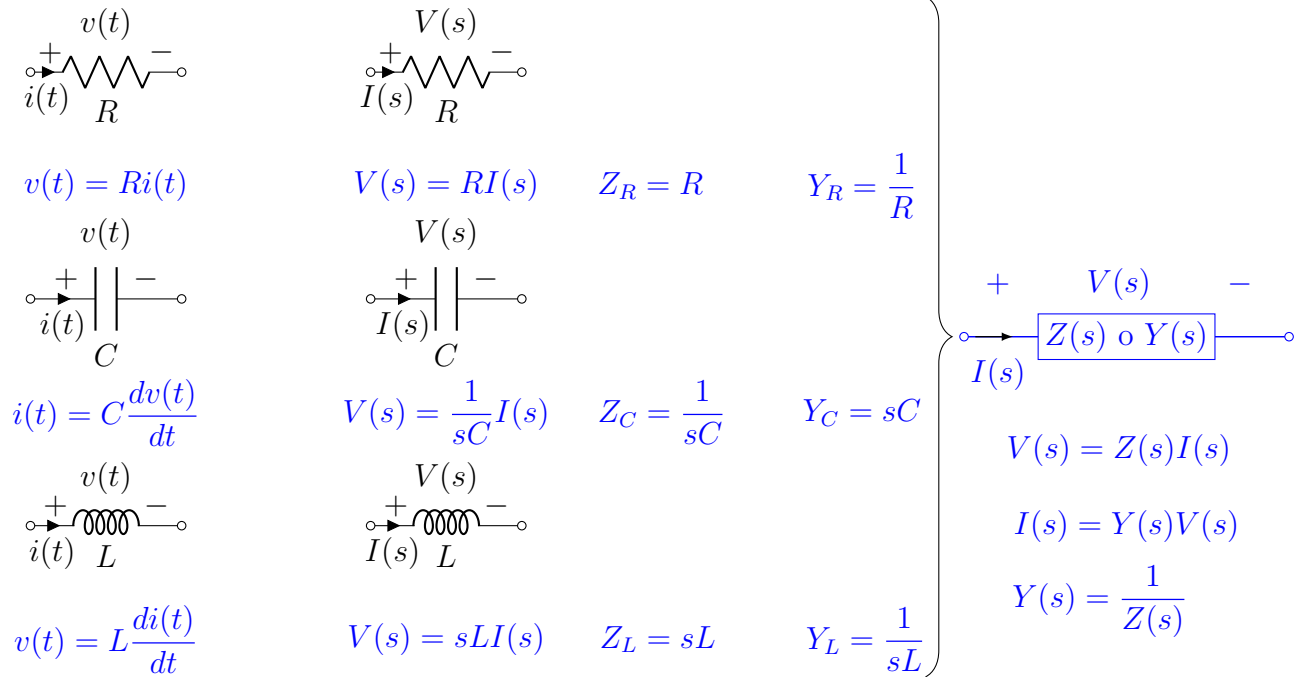 v(t) V(s)
+ − + −
i(t) R I(s) R
v(t) = Ri(t) V(s) = RI(s) Z_R = R Y_R = 1/R
v(t) V(s)
+ − + −
i(t) I(s)
C C
i(t) = C dv(t)/dt V(s) = 1/sC I(s) Z_C = 1/sC Y_C = sC
v(t) V(s)
+ − + −
i(t) L I(s) L
v(t) = L di(t)/dt V(s) = sLI(s) Z_L = sL Y_L = 1/sL
+ V(s) −
Z(s) o Y(s)
I(s)
V(s) = Z(s)I(s)
I(s) = Y(s)V(s)
Y(s) = 1/Z(s)